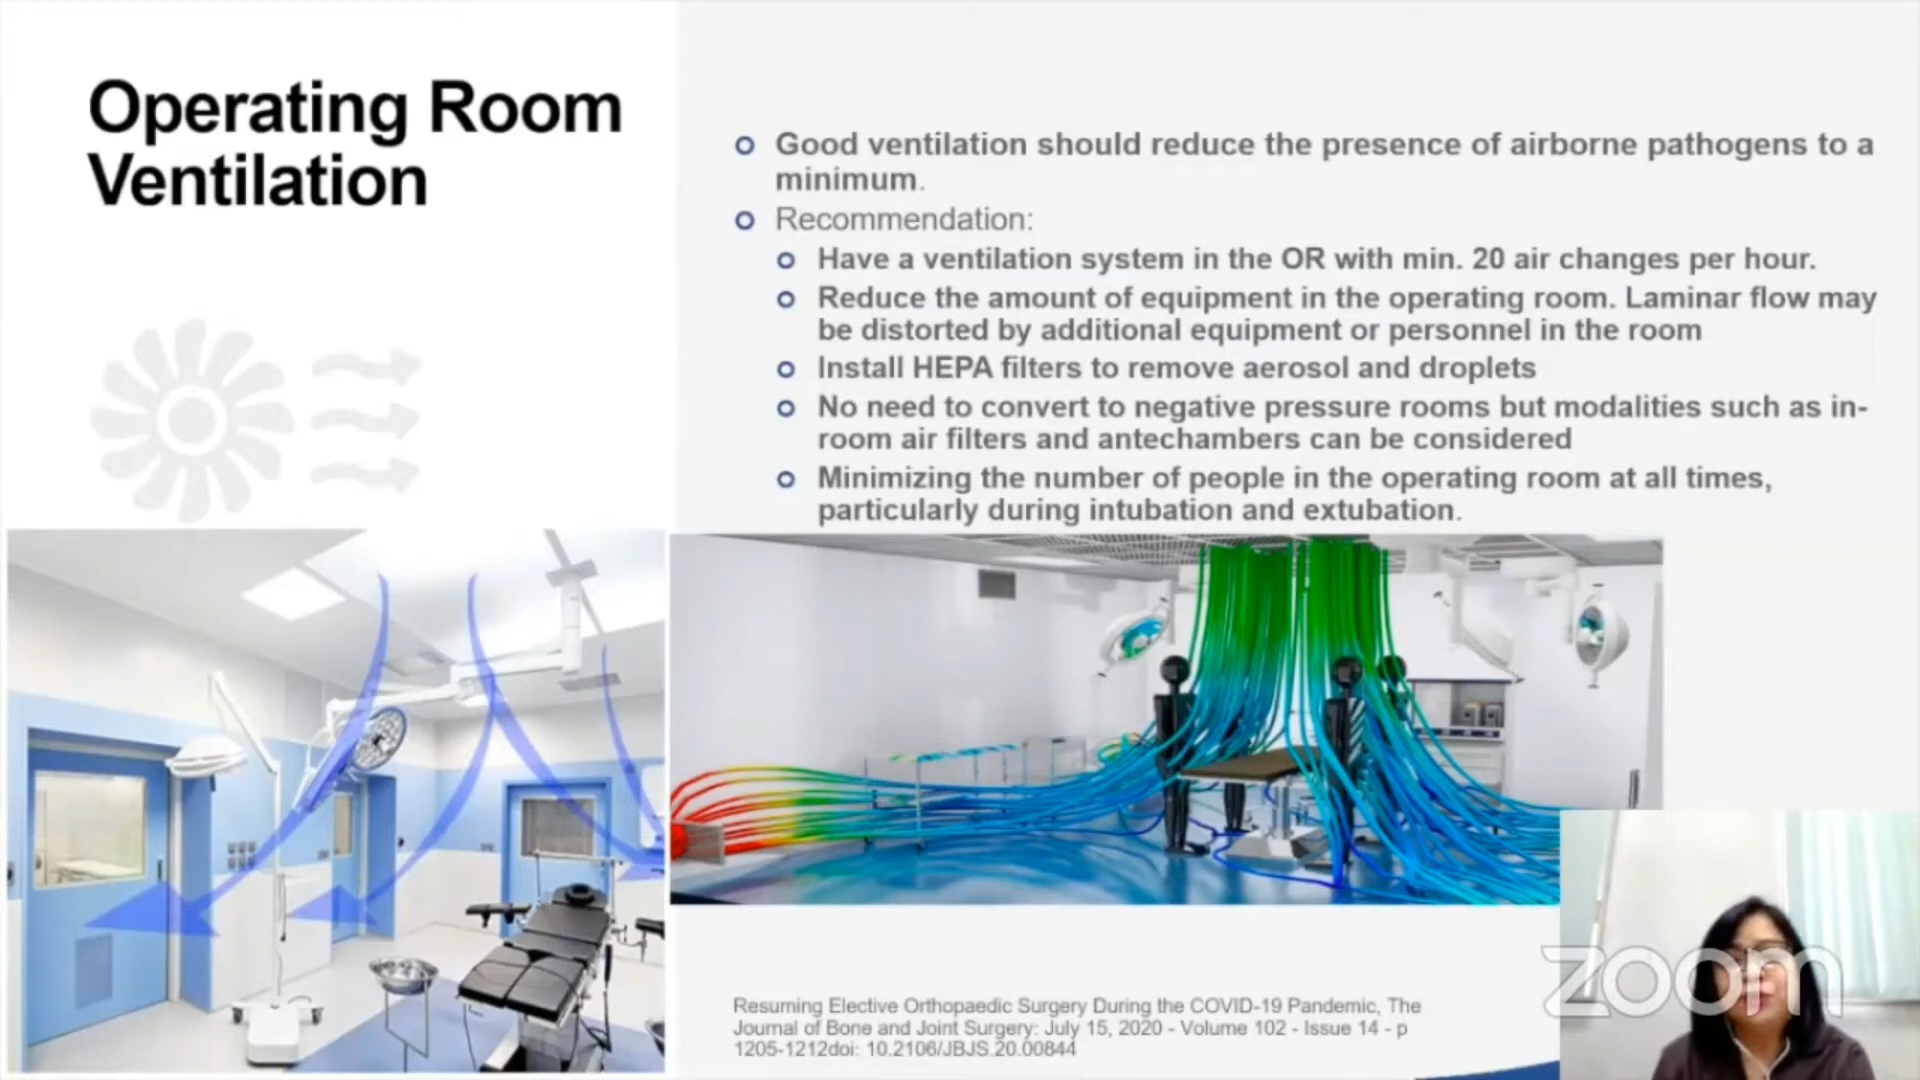 Operating Room
Ventilation
Good ventilation should reduce the presence of airborne pathogens to a
minimum.
Recommendation:
Have a ventilation system in the OR with min. 20 air changes per hour.
Reduce the amount of equipment in the operating room. Laminar flow may
be distorted by additional equipment or personnel in the room
Install HEPA filters to remove aerosol and droplets
No need to convert to negative pressure rooms but modalities such as in-
room air filters and antechambers can be considered
Minimizing the number of people in the operating room at all times,
particularly during intubation and extubation.
Resuming Elective Orthopaedic Surgery During the COVID-19 Pandemic, The
Journal of Bone and Joint Surgery: July 15, 2020 - Volume 102 - Issue 14 - p
1205-1212doi: 10.2106/JBJS.20.00844
zoom